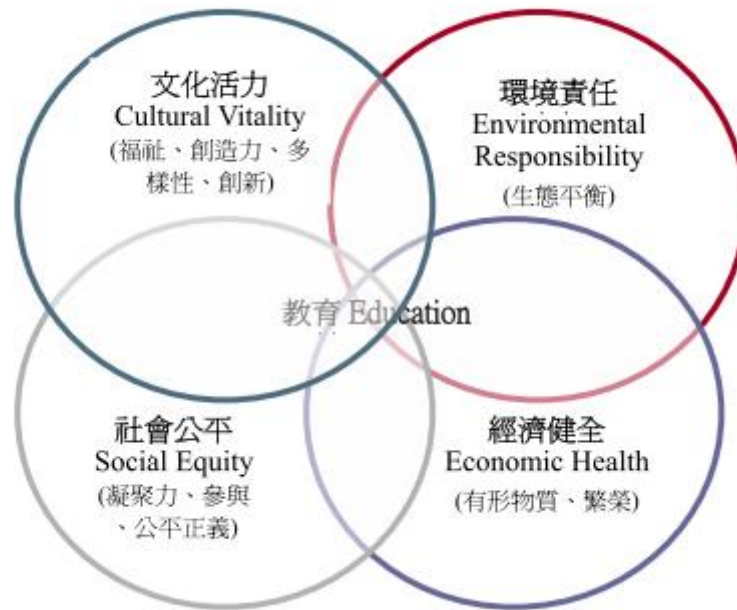 文化活力
Cultural Vitality
(福祉、創造力、多
樣性、創新)
環境責任
Environmental
Responsibility
(生態平衡)
教育 Education
社會公平
Social Equity
(凝聚力、參與
、公平正義)
經濟健全
Economic Health
(有形物質、繁榮)